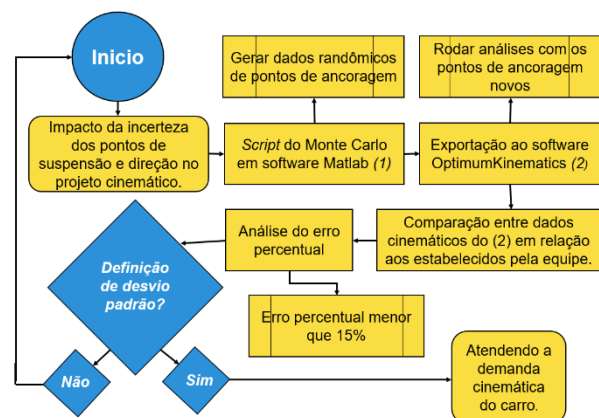 Inicio
Gerar dados randômicos
de pontos de ancoragem
Rodar análises com os
pontos de ancoragem
novos
Impacto da incerteza
dos pontos de
suspensão e direção no
projeto cinemático.
Script do Monte Carlo
em software Matlab (1)
Exportação ao software
OptimumKinematics (2)
Comparação entre dados
cinemáticos do (2) em relação
aos estabelecidos pela equipe.
Análise do erro
percentual
Definição
de desvio
padrão?
Erro percentual menor
que 15%
Não
Sim
Atendendo a
demanda
cinemática
do carro.